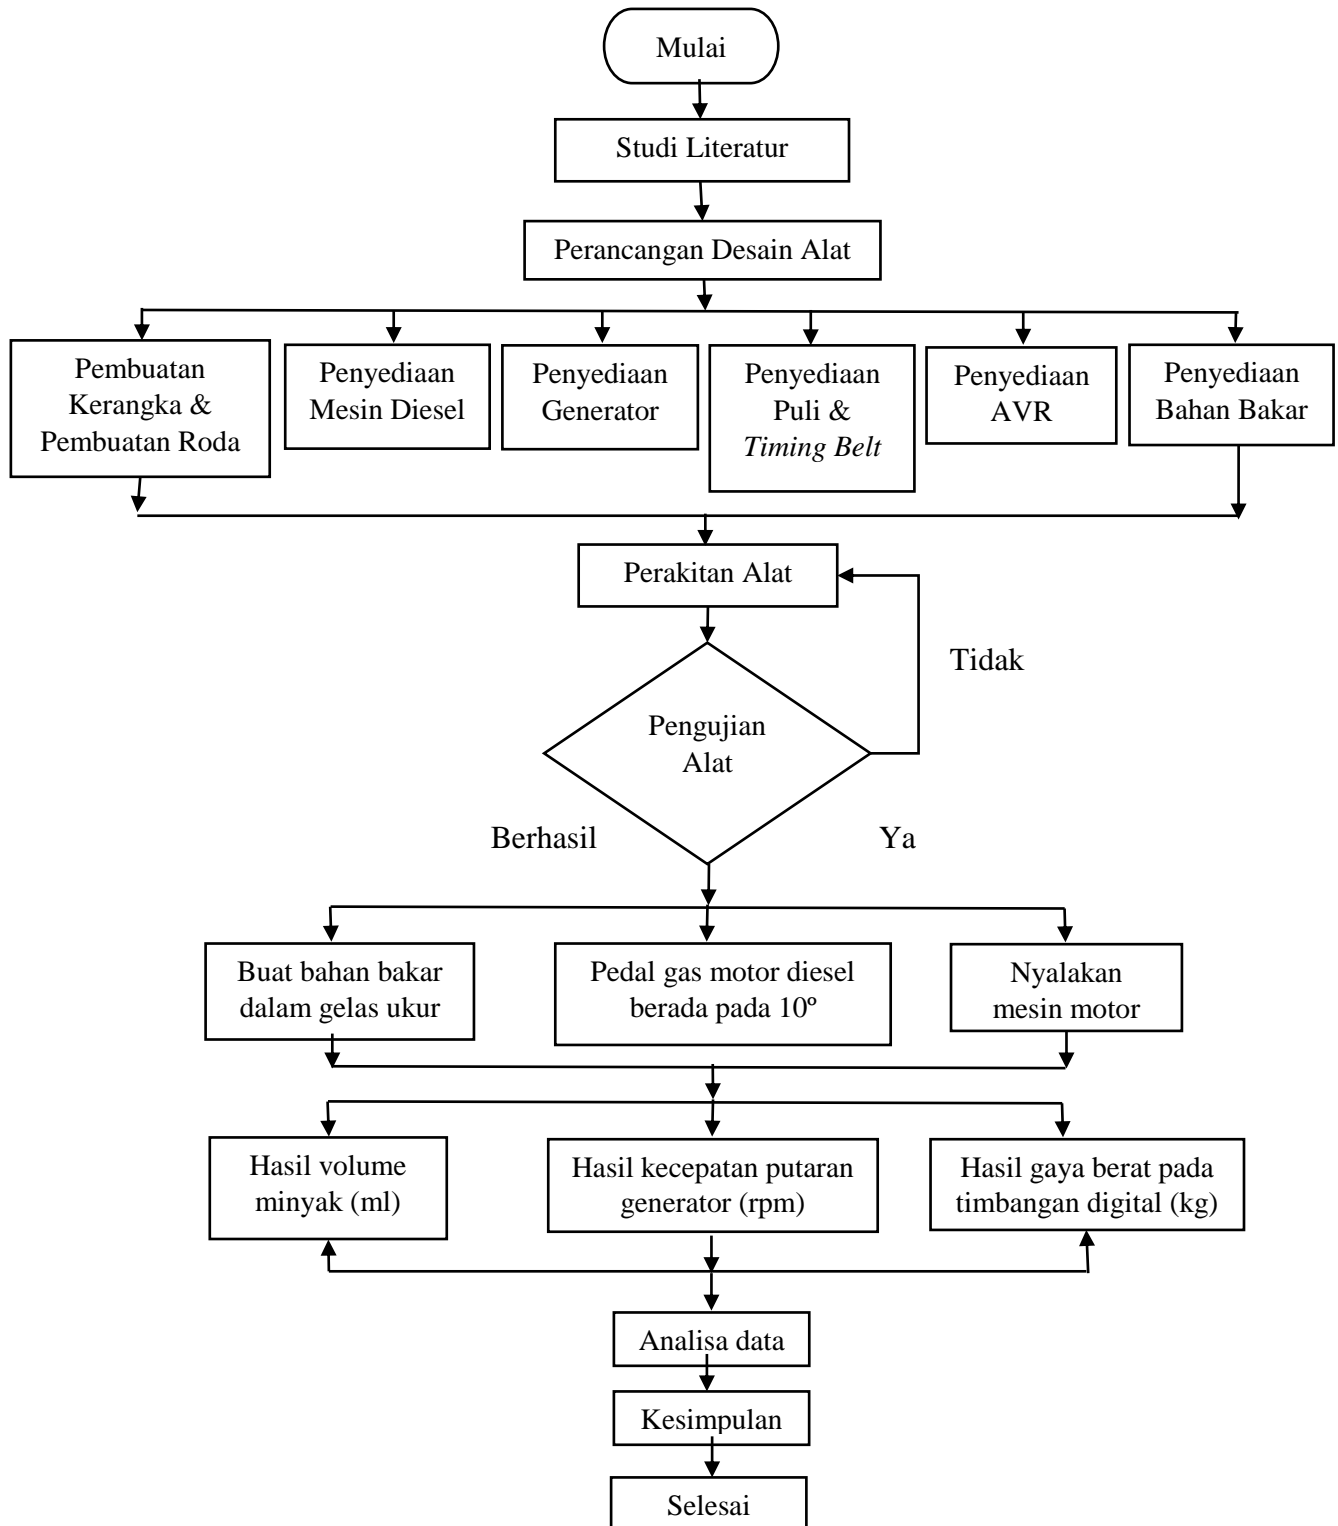 Mulai
Studi Literatur
Perancangan Desain Alat
Pembuatan
Kerangka &
Pembuatan Roda
Penyediaan
Mesin Diesel
Penyediaan
Generator
Penyediaan
Puli &
Timing Belt
Penyediaan
AVR
Penyediaan
Bahan Bakar
Perakitan Alat
Tidak
Pengujian
Alat
Berhasil
Ya
Buat bahan bakar
dalam gelas ukur
Pedal gas motor diesel
berada pada 10º
Nyalakan
mesin motor
Hasil volume
minyak (ml)
Hasil kecepatan putaran
generator (rpm)
Hasil gaya berat pada
timbangan digital (kg)
Analisa data
Kesimpulan
Selesai